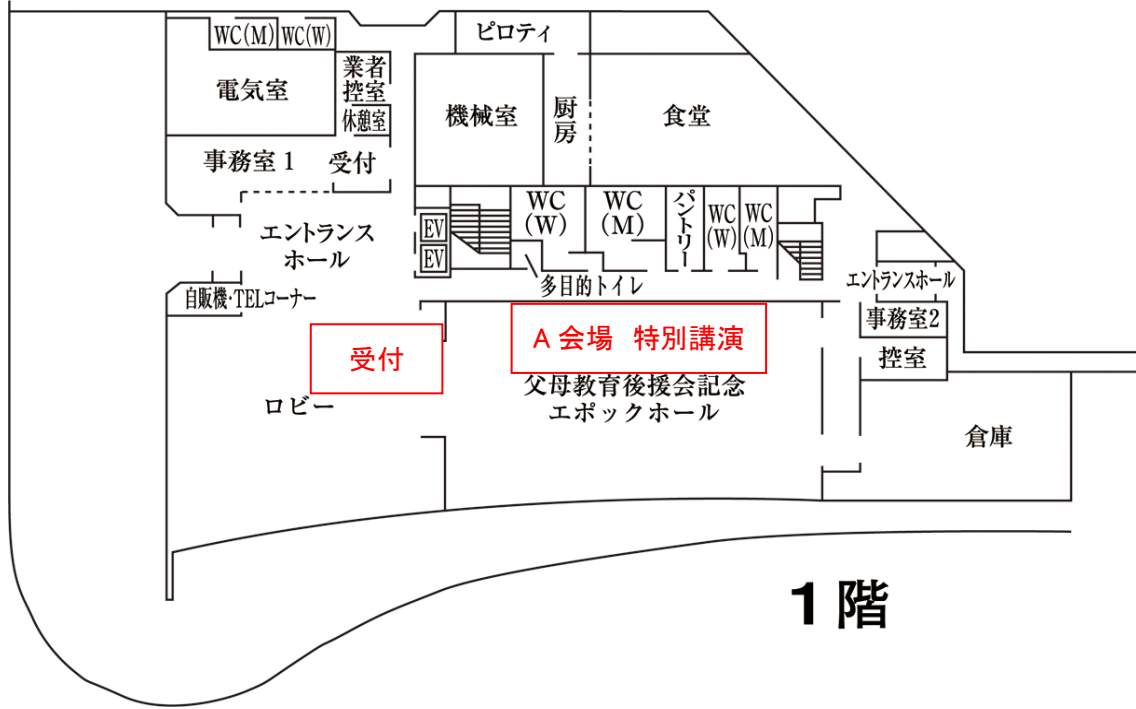 ピロティ
WC(M)
WC(W)
業者
控室
電気室
休憩室
機械室
厨房
食堂
事務室1
受付
WC
(W)
WC
(M)
パントリー
WC
(W)
WC
(M)
EV
EV
エントランス
ホール
多目的トイレ
エントランスホール
自販機・TELコーナー
事務室2
受付
A 会場 特別講演
控室
父母教育後援会記念
エポックホール
ロビー
倉庫
1階